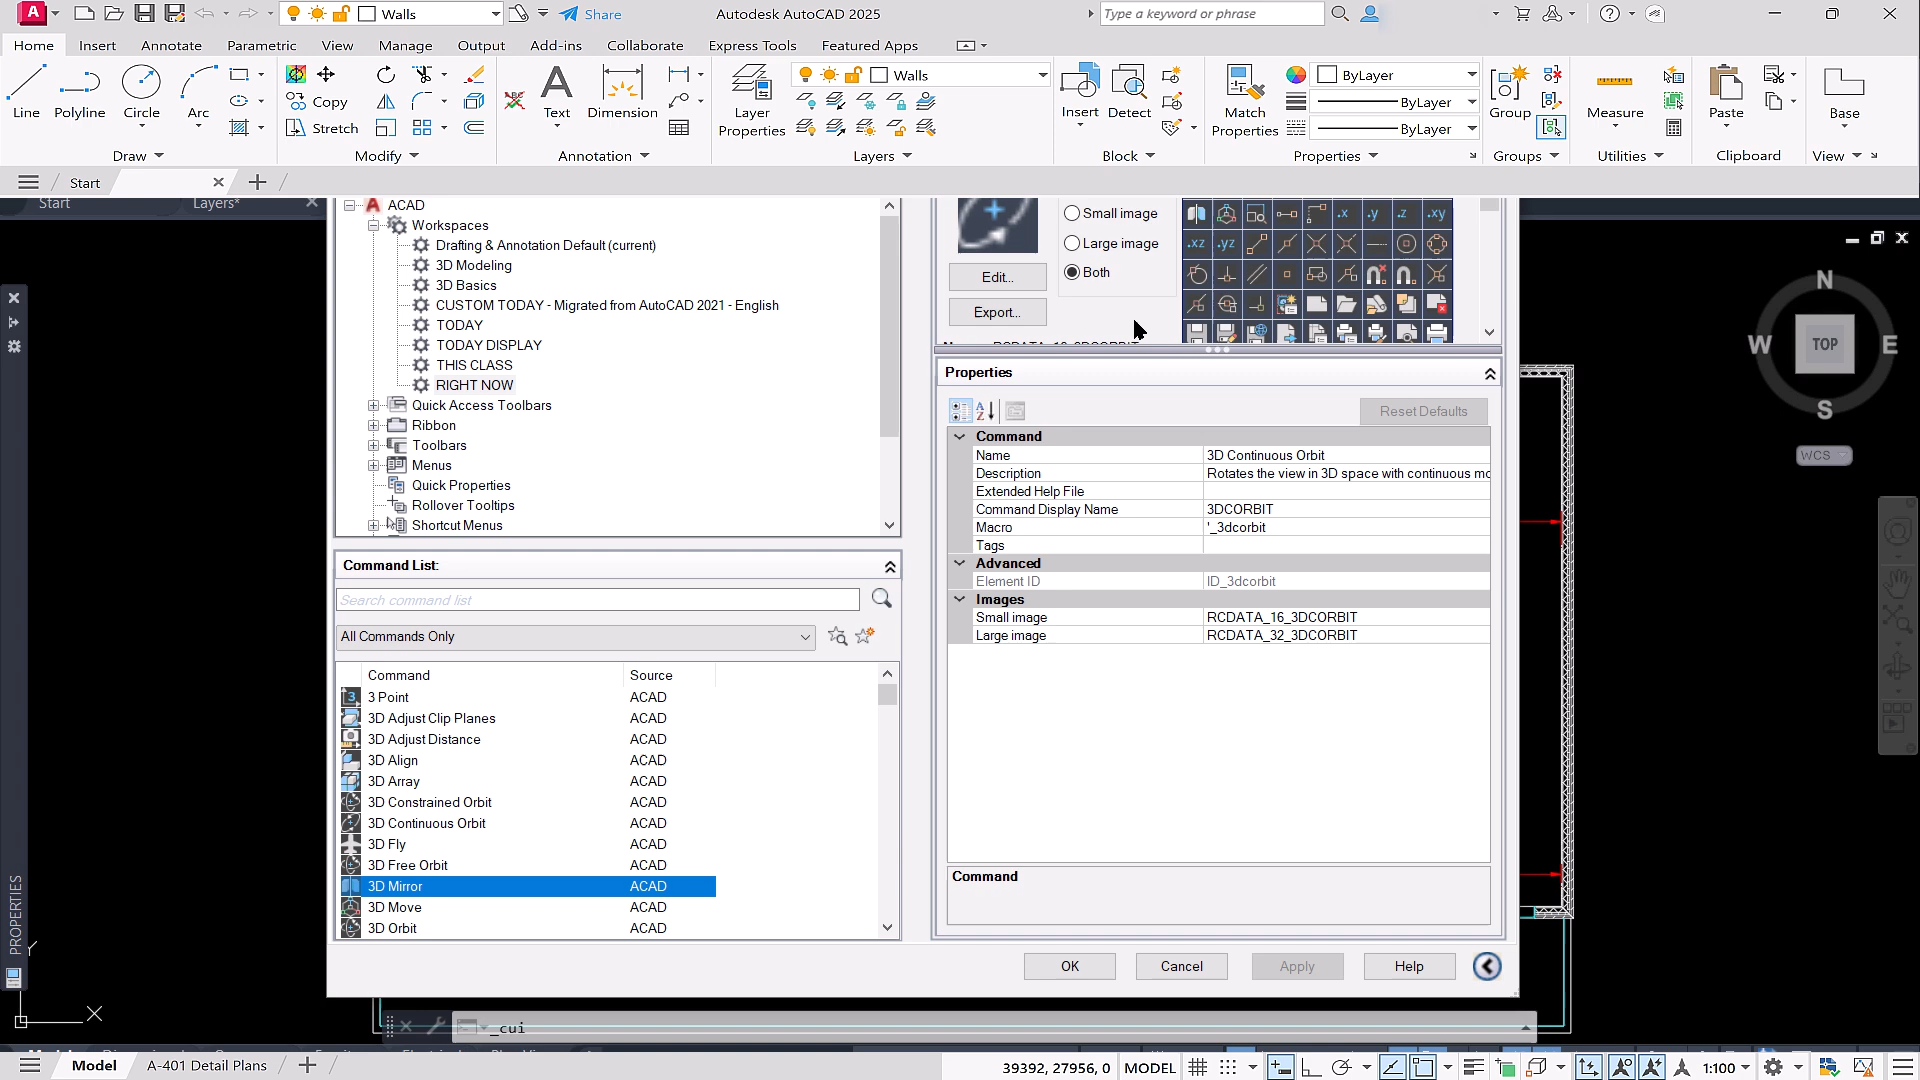 Walls
Share
Autodesk AutoCAD 2025
Type a keyword or phrase
Home
Insert
Annotate
Parametric
View
Manage
Output
Add-ins
Collaborate
Express Tools
Featured Apps
Line
Polyline
Circle
Arc
Copy
Stretch
Text
Dimension
Layer
Properties
Walls
Insert
Detect
Match
Properties
ByLayer
ByLayer
ByLayer
Group
Measure
Paste
Base
Draw
Modify
Annotation
Layers
Block
Properties
Groups
Utilities
Clipboard
View
Start
Start
Layers*
ACAD
Workspaces
Drafting & Annotation Default (current)
3D Modeling
3D Basics
CUSTOM TODAY - Migrated from AutoCAD 2021 - English
TODAY
TODAY DISPLAY
THIS CLASS
RIGHT NOW
Quick Access Toolbars
Ribbon
Toolbars
Menus
Quick Properties
Rollover Tooltips
Shortcut Menus
Small image
Large image
Both
Edit...
Export...
.x .y .z .xy
.xz .yz
Properties
Reset Defaults
Command
Name 3D Continuous Orbit
Description Rotates the view in 3D space with continuous mo
Extended Help File
Command Display Name 3DCORBIT
Macro '_3dcorbit
Tags
Advanced
Element ID ID_3dcorbit
Images
Small image RCDATA_16_3DCORBIT
Large image RCDATA_32_3DCORBIT
Command
Command List:
Search command list
All Commands Only
Command Source
3 Point ACAD
3D Adjust Clip Planes ACAD
3D Adjust Distance ACAD
3D Align ACAD
3D Array ACAD
3D Constrained Orbit ACAD
3D Continuous Orbit ACAD
3D Fly ACAD
3D Free Orbit ACAD
3D Mirror ACAD
3D Move ACAD
3D Orbit ACAD
OK
Cancel
Apply
Help
N
W
TOP
E
S
WCS
PROPERTIES
Y
X
_cui
Model
A-401 Detail Plans
39392, 27956, 0
MODEL
1:100